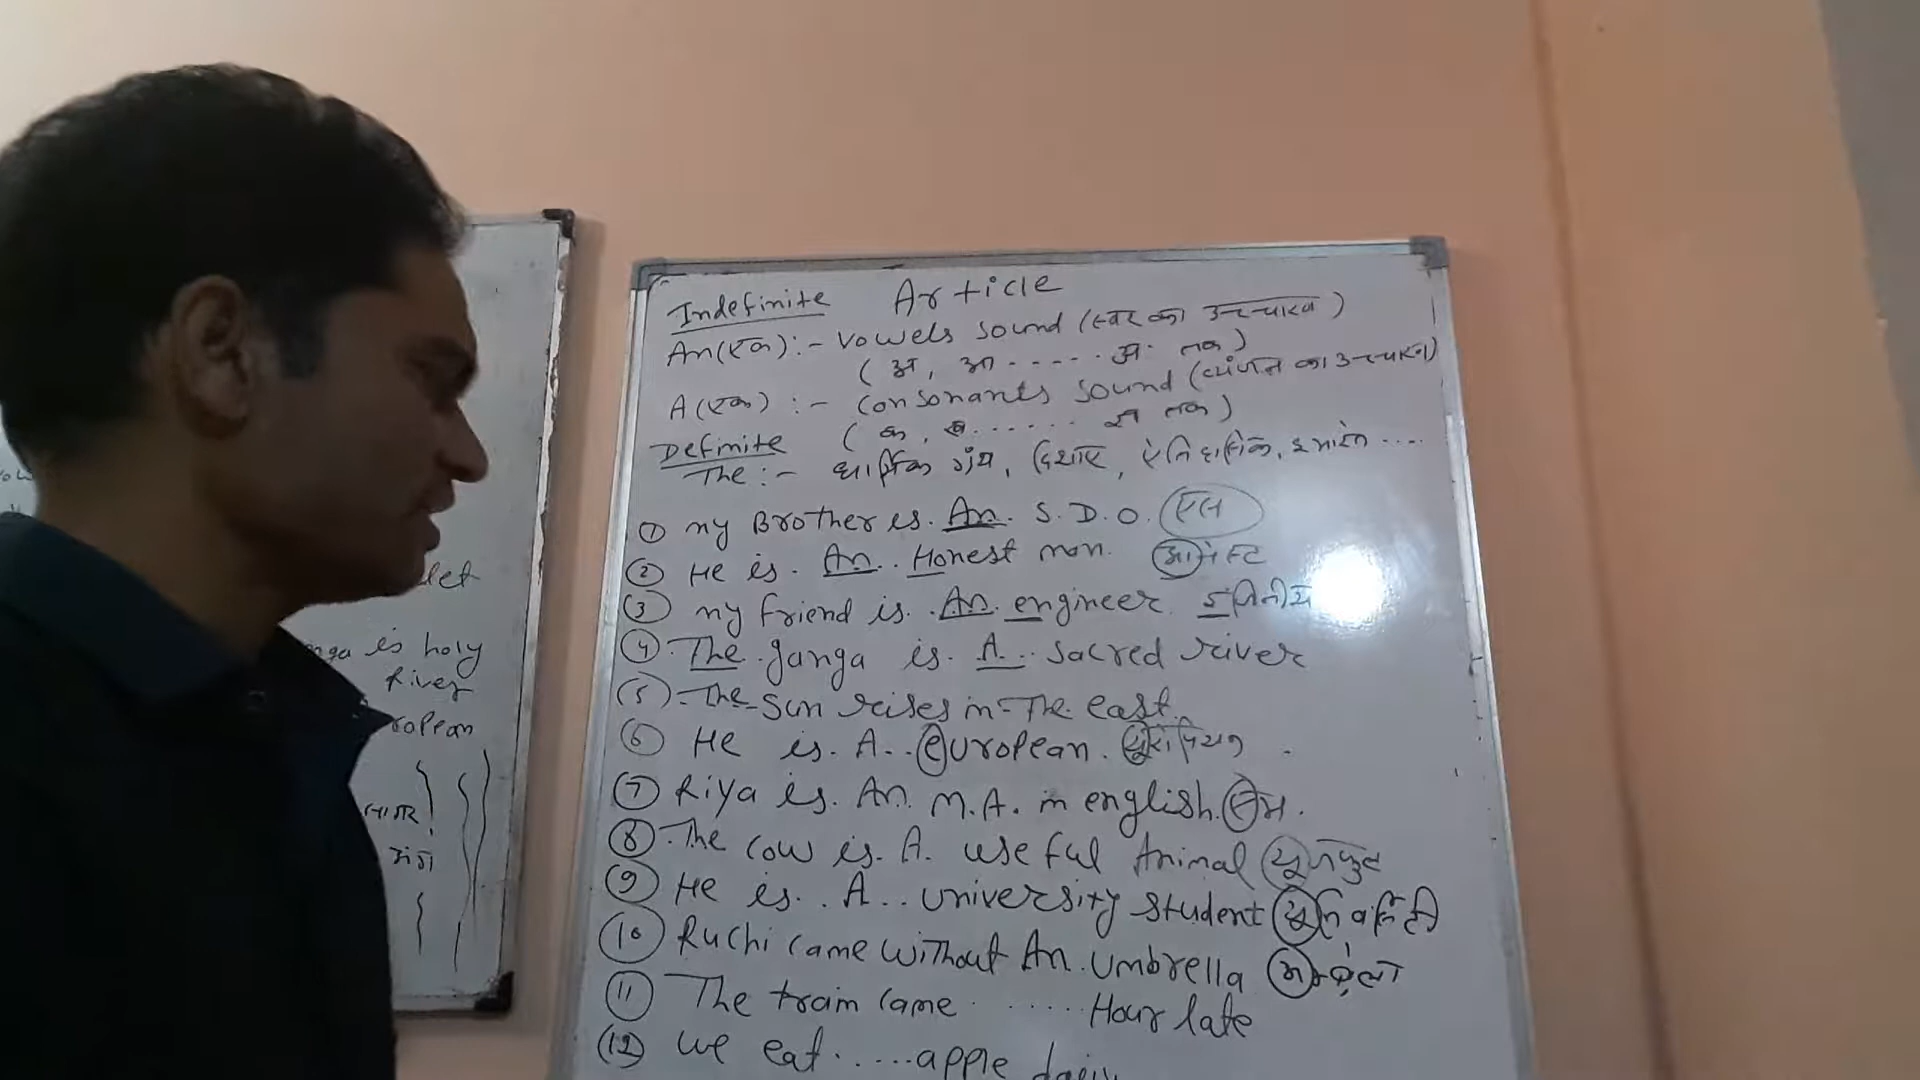 Article
Indefinite
An(एक):- vowels sound (स्वर का उच्चारण)
(अ, आ ----- अः तक)
A(एक) :- Consonants sound (व्यंजन का उच्चारण)
(क, ख....... ज्ञ तक)
Definite
The :- धार्मिक ग्रंथ, दिशाए, ऐतिहासिक, इमारत ....
① my Brother is. An. S.D.O. एस
② He is. An.. Honest man. आनेस्ट
③ my friend is. .An. engineer.
④ .The .ganga is. A... sacred river
(5) .The sun rises in The. east.
⑥ He is. A.. european. यूरोपियन
⑦ Riya is. An. M.A. in english. एम.
⑧ .The cow is. A. useful Animal यूजफुल
⑨ He is.. A.. university student यूनिवर्सिटी
⑩ Ruchi came without An. umbrella अम्ब्रेला
⑪ The train came ...... Hour late
⑫ we eat......apple
let
nga is holy
River
ropean